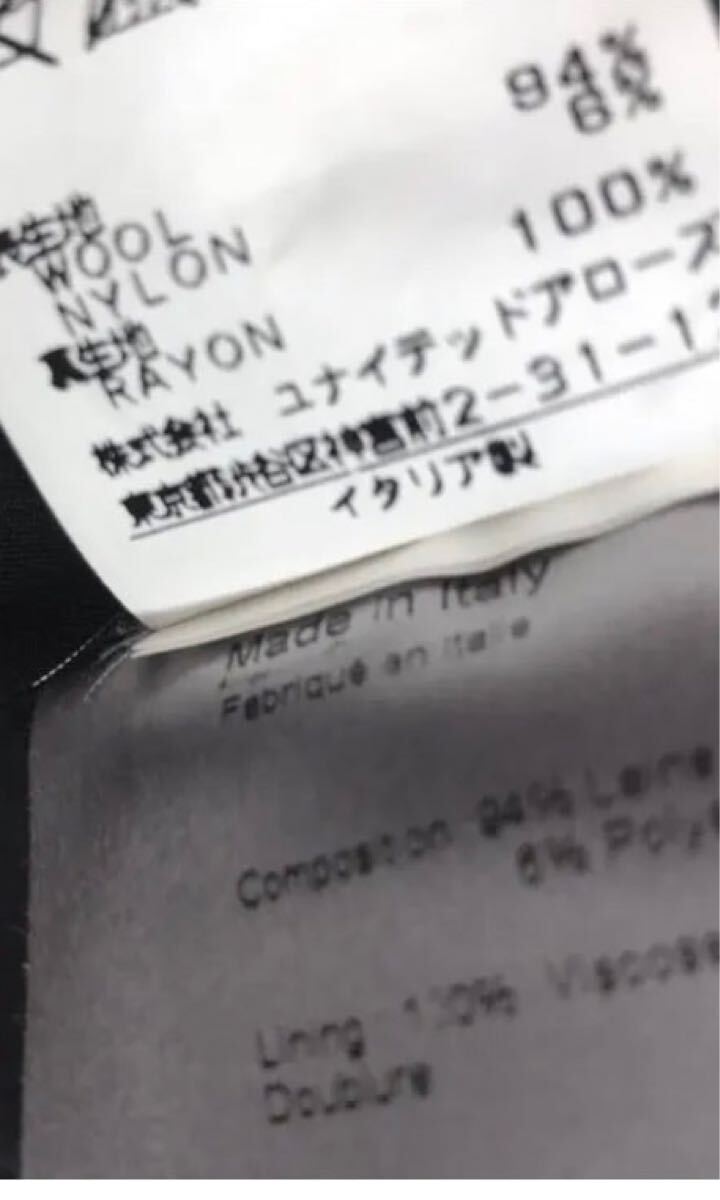 94%
6%
表生地
WOOL
NYLON
100%
裏生地
RAYON
株式会社 ユナイテッドアローズ
東京都渋谷区神宮前2-31-1
イタリア製
Made in Italy
Fabriqué en Italie
Composition 94% Laine
6%
Lining 100% Viscose
Doublure